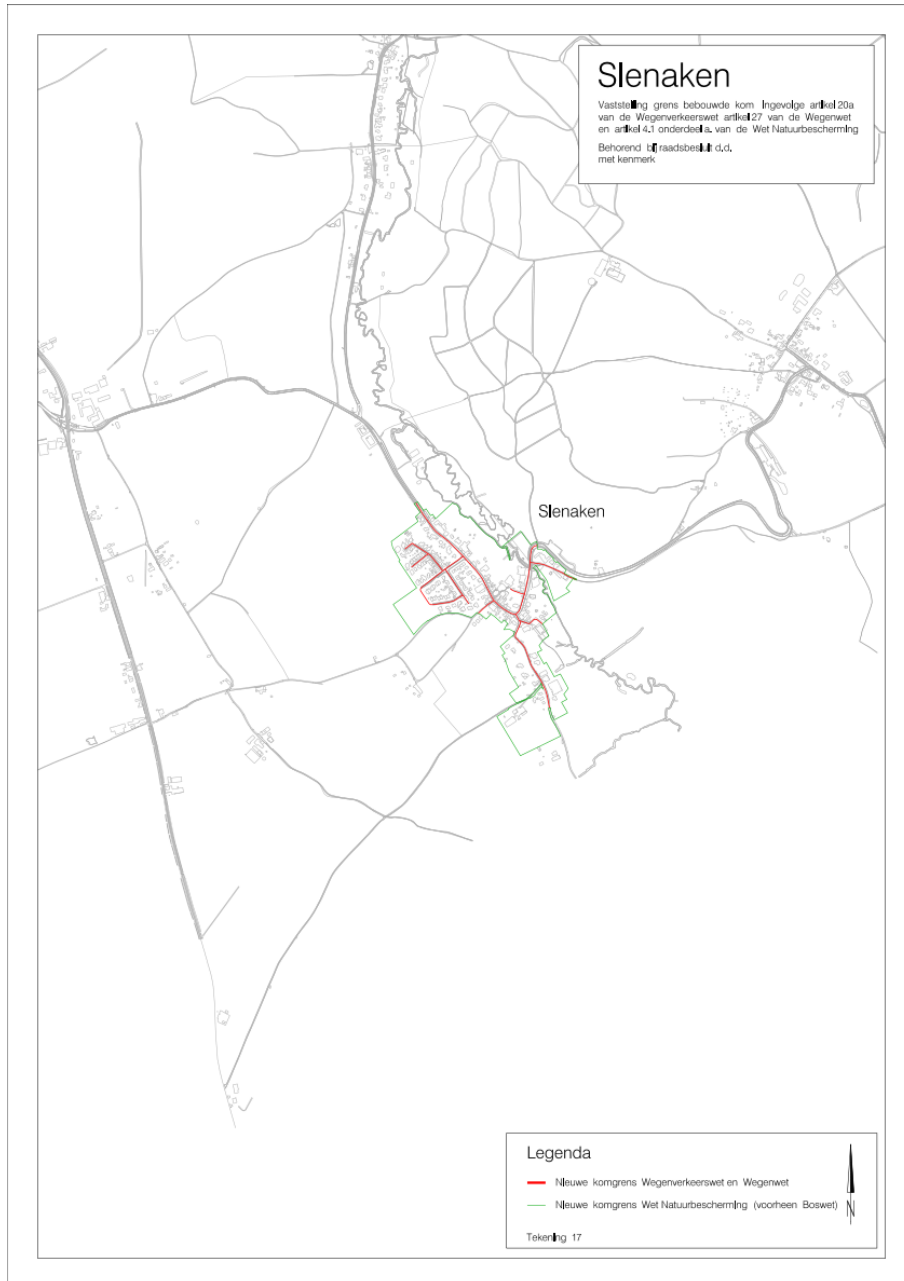 Slenaken
Vaststelling grens bebouwde kom Ingevolge artikel 20a
van de Wegenverkeerswet artikel 27 van de Wegenwet
en artikel 4.1 onderdeel a. van de Wet Natuurbescherming
Behorend bij raadsbesluit d.d.
met kenmerk
Slenaken
Legenda
Nieuwe komgrens Wegenverkeerswet en Wegenwet
Nieuwe komgrens Wet Natuurbescherming (voorheen Boswet)
N
Tekening 17